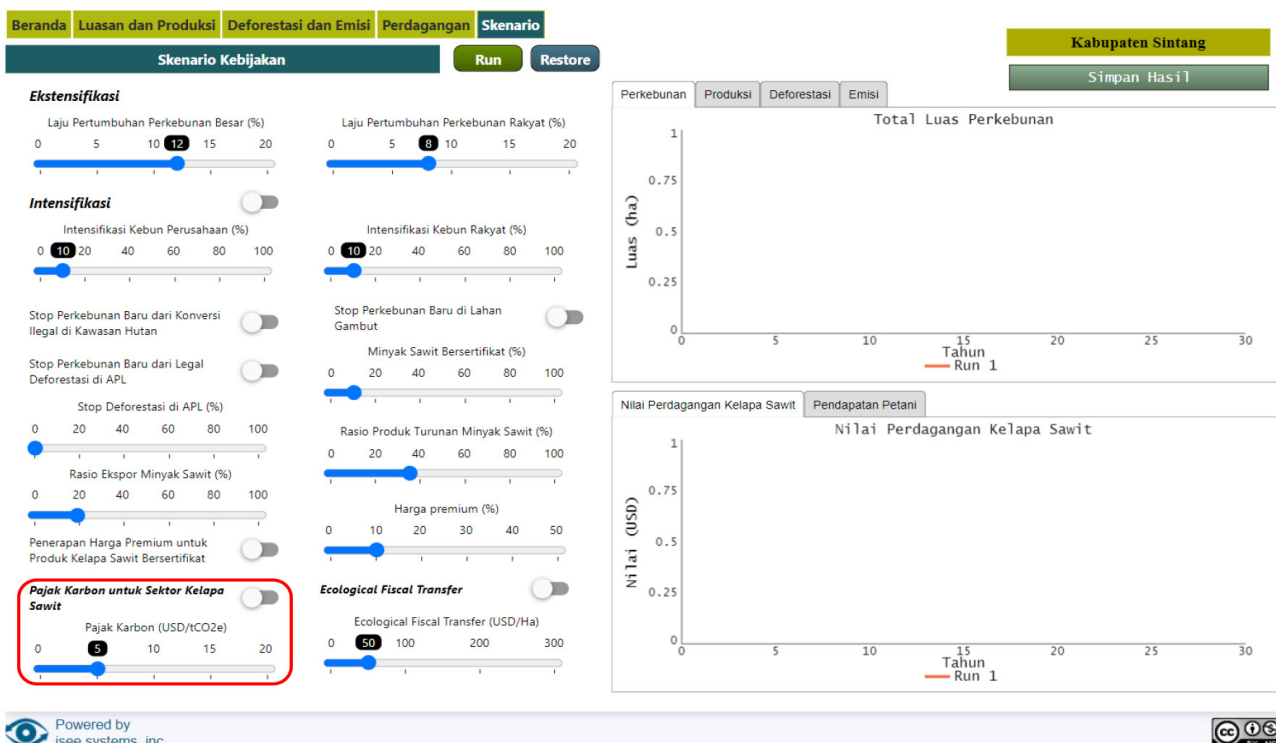 Beranda Luasan dan Produksi Deforestasi dan Emisi Perdagangan Skenario
Kabupaten Sintang
Skenario Kebijakan Run Restore
Simpan Hasil
Ekstensifikasi
Laju Pertumbuhan Perkebunan Besar (%)
0 5 10 12 15 20
Laju Pertumbuhan Perkebunan Rakyat (%)
0 5 8 10 15 20
Intensifikasi
Intensifikasi Kebun Perusahaan (%)
0 10 20 40 60 80 100
Intensifikasi Kebun Rakyat (%)
0 10 20 40 60 80 100
Stop Perkebunan Baru dari Konversi
Ilegal di Kawasan Hutan
Stop Perkebunan Baru di Lahan
Gambut
Stop Perkebunan Baru dari Legal
Deforestasi di APL
Minyak Sawit Bersertifikat (%)
0 20 40 60 80 100
Stop Deforestasi di APL (%)
0 20 40 60 80 100
Rasio Produk Turunan Minyak Sawit (%)
0 20 40 60 80 100
Rasio Ekspor Minyak Sawit (%)
0 20 40 60 80 100
Harga premium (%)
0 10 20 30 40 50
Penerapan Harga Premium untuk
Produk Kelapa Sawit Bersertifikat
Pajak Karbon untuk Sektor Kelapa
Sawit
Pajak Karbon (USD/tCO2e)
0 5 10 15 20
Ecological Fiscal Transfer
Ecological Fiscal Transfer (USD/Ha)
0 50 100 200 300
Perkebunan Produksi Deforestasi Emisi
Total Luas Perkebunan
Luas (ha)
1
0.75
0.5
0.25
0
0 5 10 15 20 25 30
Tahun
Run 1
Nilai Perdagangan Kelapa Sawit Pendapatan Petani
Nilai Perdagangan Kelapa Sawit
Nilai (USD)
1
0.75
0.5
0.25
0
0 5 10 15 20 25 30
Tahun
Run 1
Powered by
isee systems, inc
cc